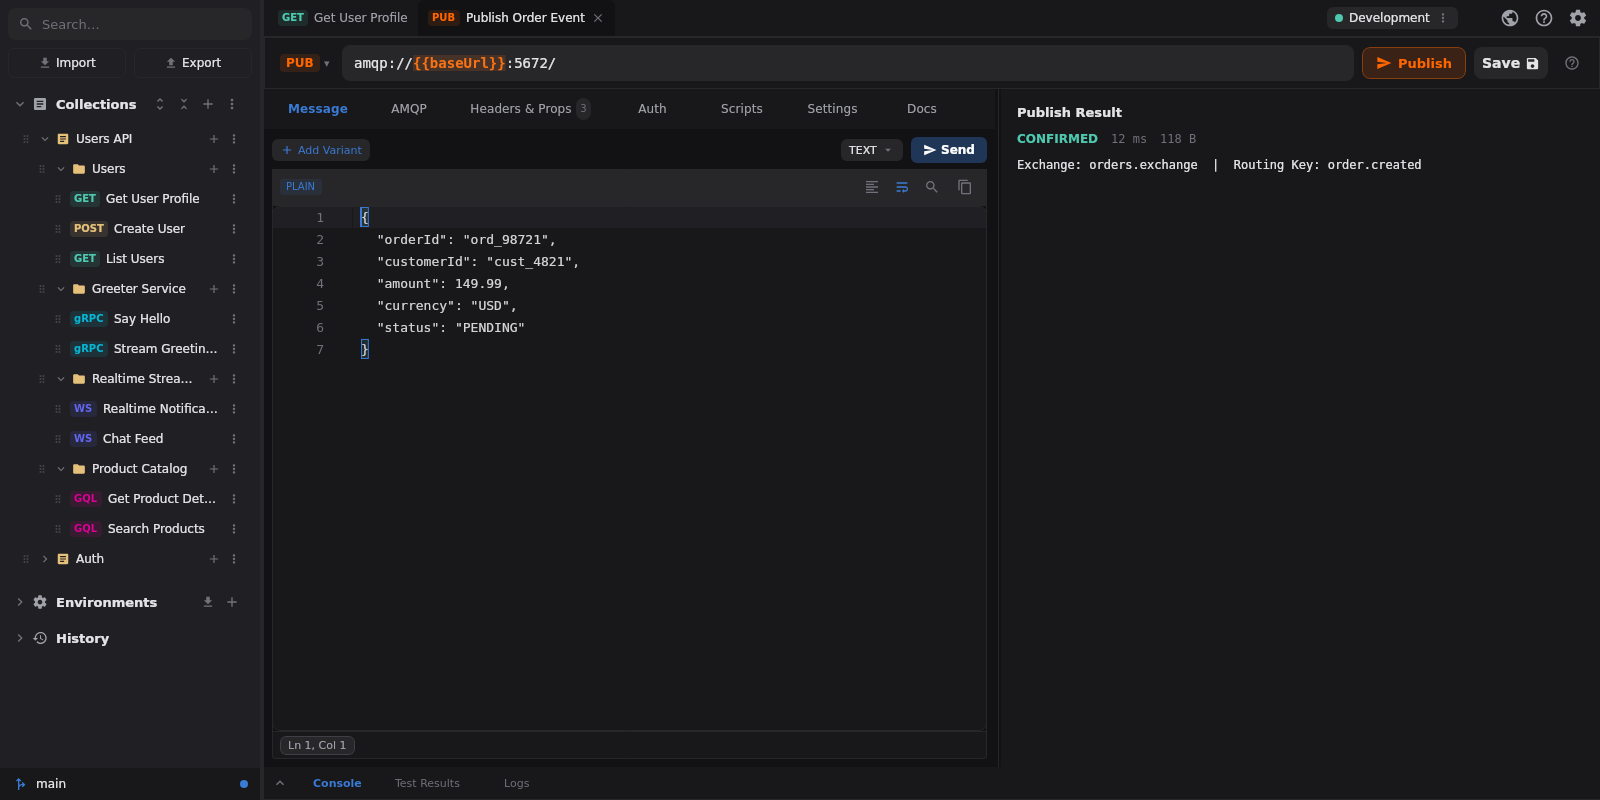 Search...
Import
Export
Collections
Users API
Users
GET Get User Profile
POST Create User
GET List Users
Greeter Service
gRPC Say Hello
gRPC Stream Greetin...
Realtime Strea...
WS Realtime Notifica...
WS Chat Feed
Product Catalog
GQL Get Product Det...
GQL Search Products
Auth
Environments
History
main
GET Get User Profile
PUB Publish Order Event
Development
PUB
amqp://{{baseUrl}}:5672/
Publish
Save
Message AMQP Headers & Props 3 Auth Scripts Settings Docs
Add Variant
TEXT
Send
PLAIN
1 {
2 "orderId": "ord_98721",
3 "customerId": "cust_4821",
4 "amount": 149.99,
5 "currency": "USD",
6 "status": "PENDING"
7 }
Ln 1, Col 1
Publish Result
CONFIRMED 12 ms 118 B
Exchange: orders.exchange | Routing Key: order.created
Console Test Results Logs